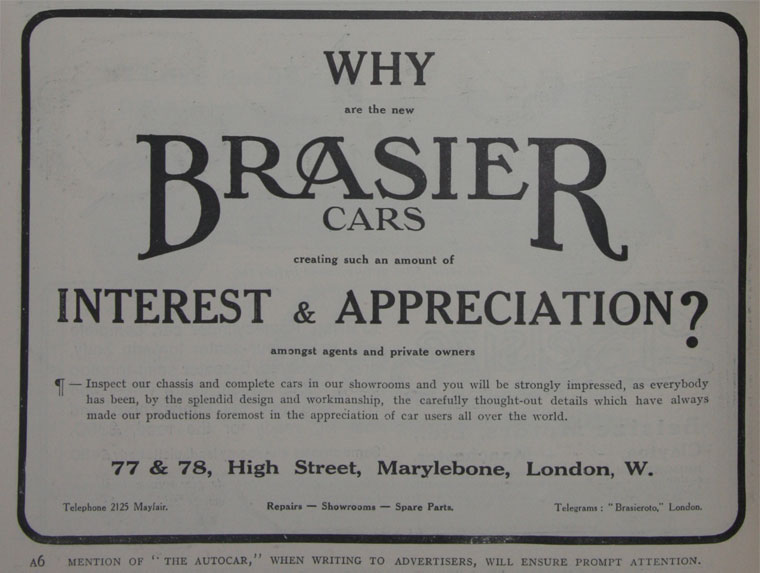 WHY
are the new
BRASIER
CARS
creating such an amount of
INTEREST & APPRECIATION?
amongst agents and private owners
¶ — Inspect our chassis and complete cars in our showrooms and you will be strongly impressed, as everybody
has been, by the splendid design and workmanship, the carefully thought-out details which have always
made our productions foremost in the appreciation of car users all over the world.
77 & 78, High Street, Marylebone, London, W.
Telephone 2125 Mayfair. Repairs — Showrooms — Spare Parts. Telegrams : "Brasieroto," London.
A6 MENTION OF "THE AUTOCAR," WHEN WRITING TO ADVERTISERS, WILL ENSURE PROMPT ATTENTION.